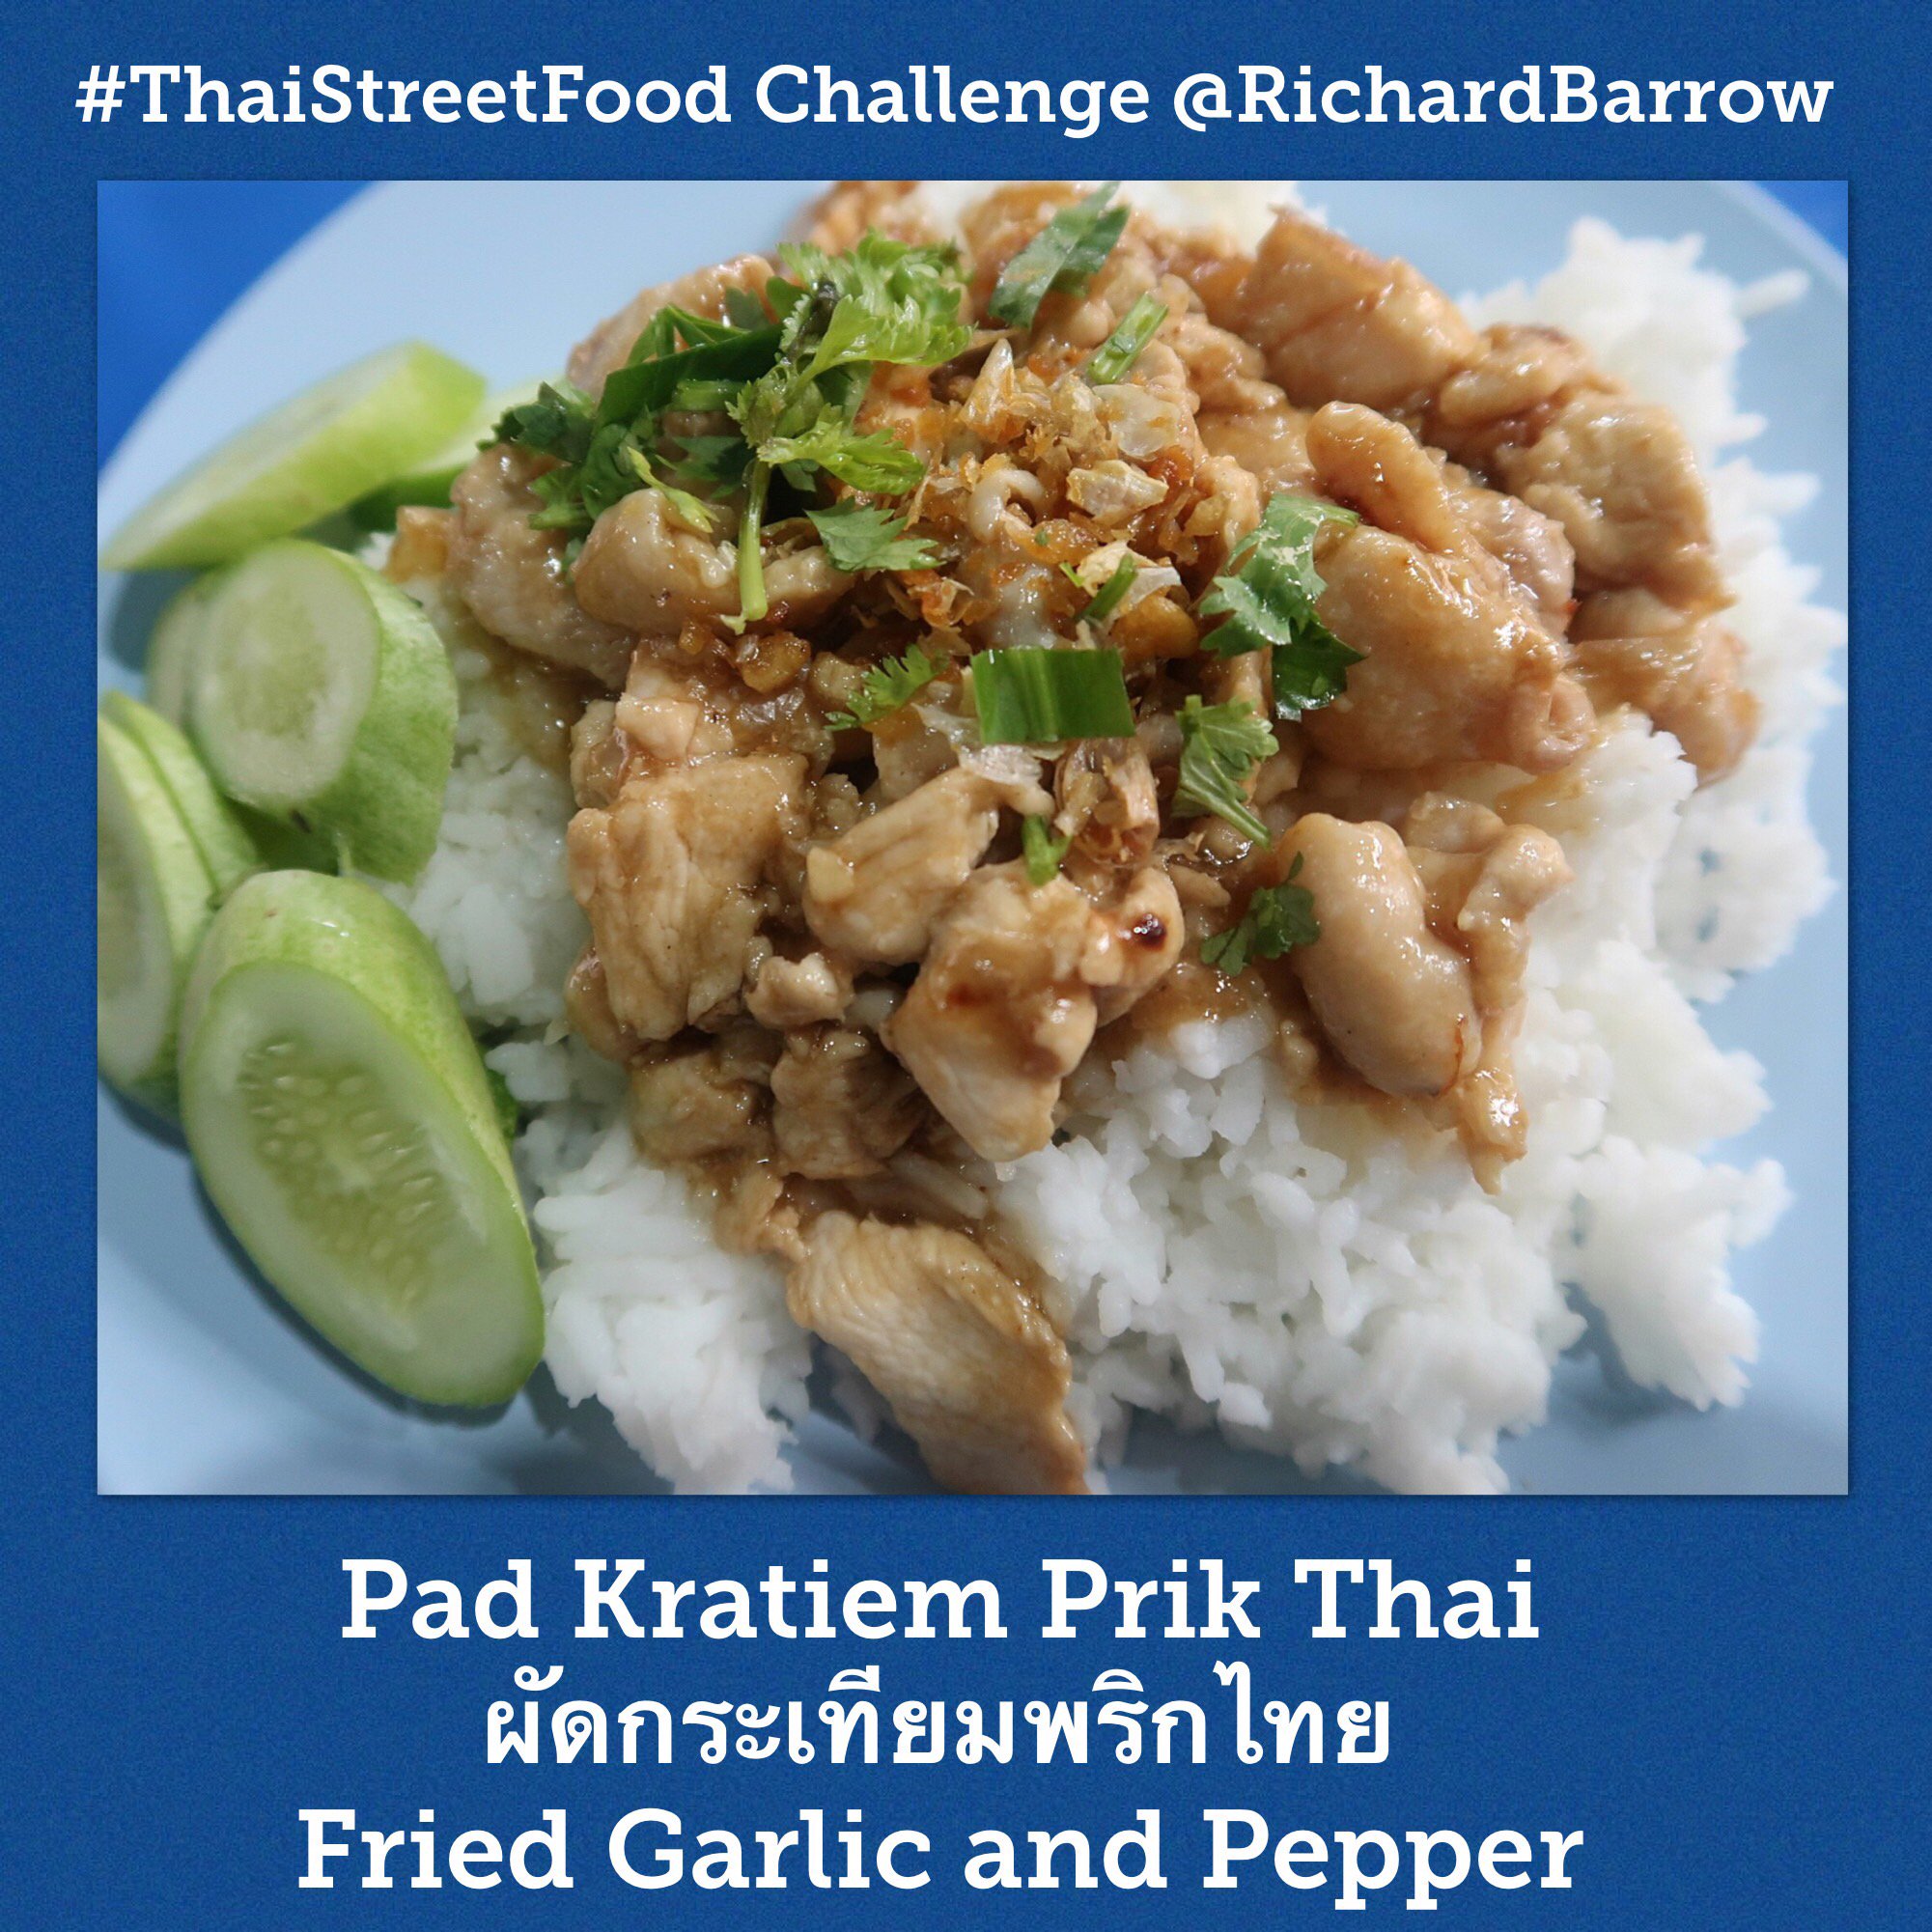 #ThaiStreetFood Challenge @RichardBarrow
Pad Kratiem Prik Thai
ผัดกระเทียมพริกไทย
Fried Garlic and Pepper